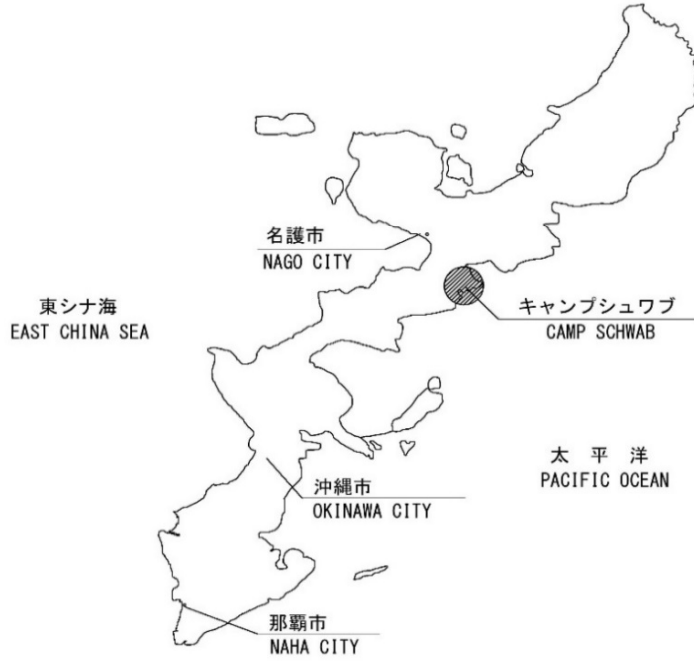 名護市
NAGO CITY
東シナ海
EAST CHINA SEA
キャンプシュワブ
CAMP SCHWAB
太 平 洋
PACIFIC OCEAN
沖縄市
OKINAWA CITY
那覇市
NAHA CITY